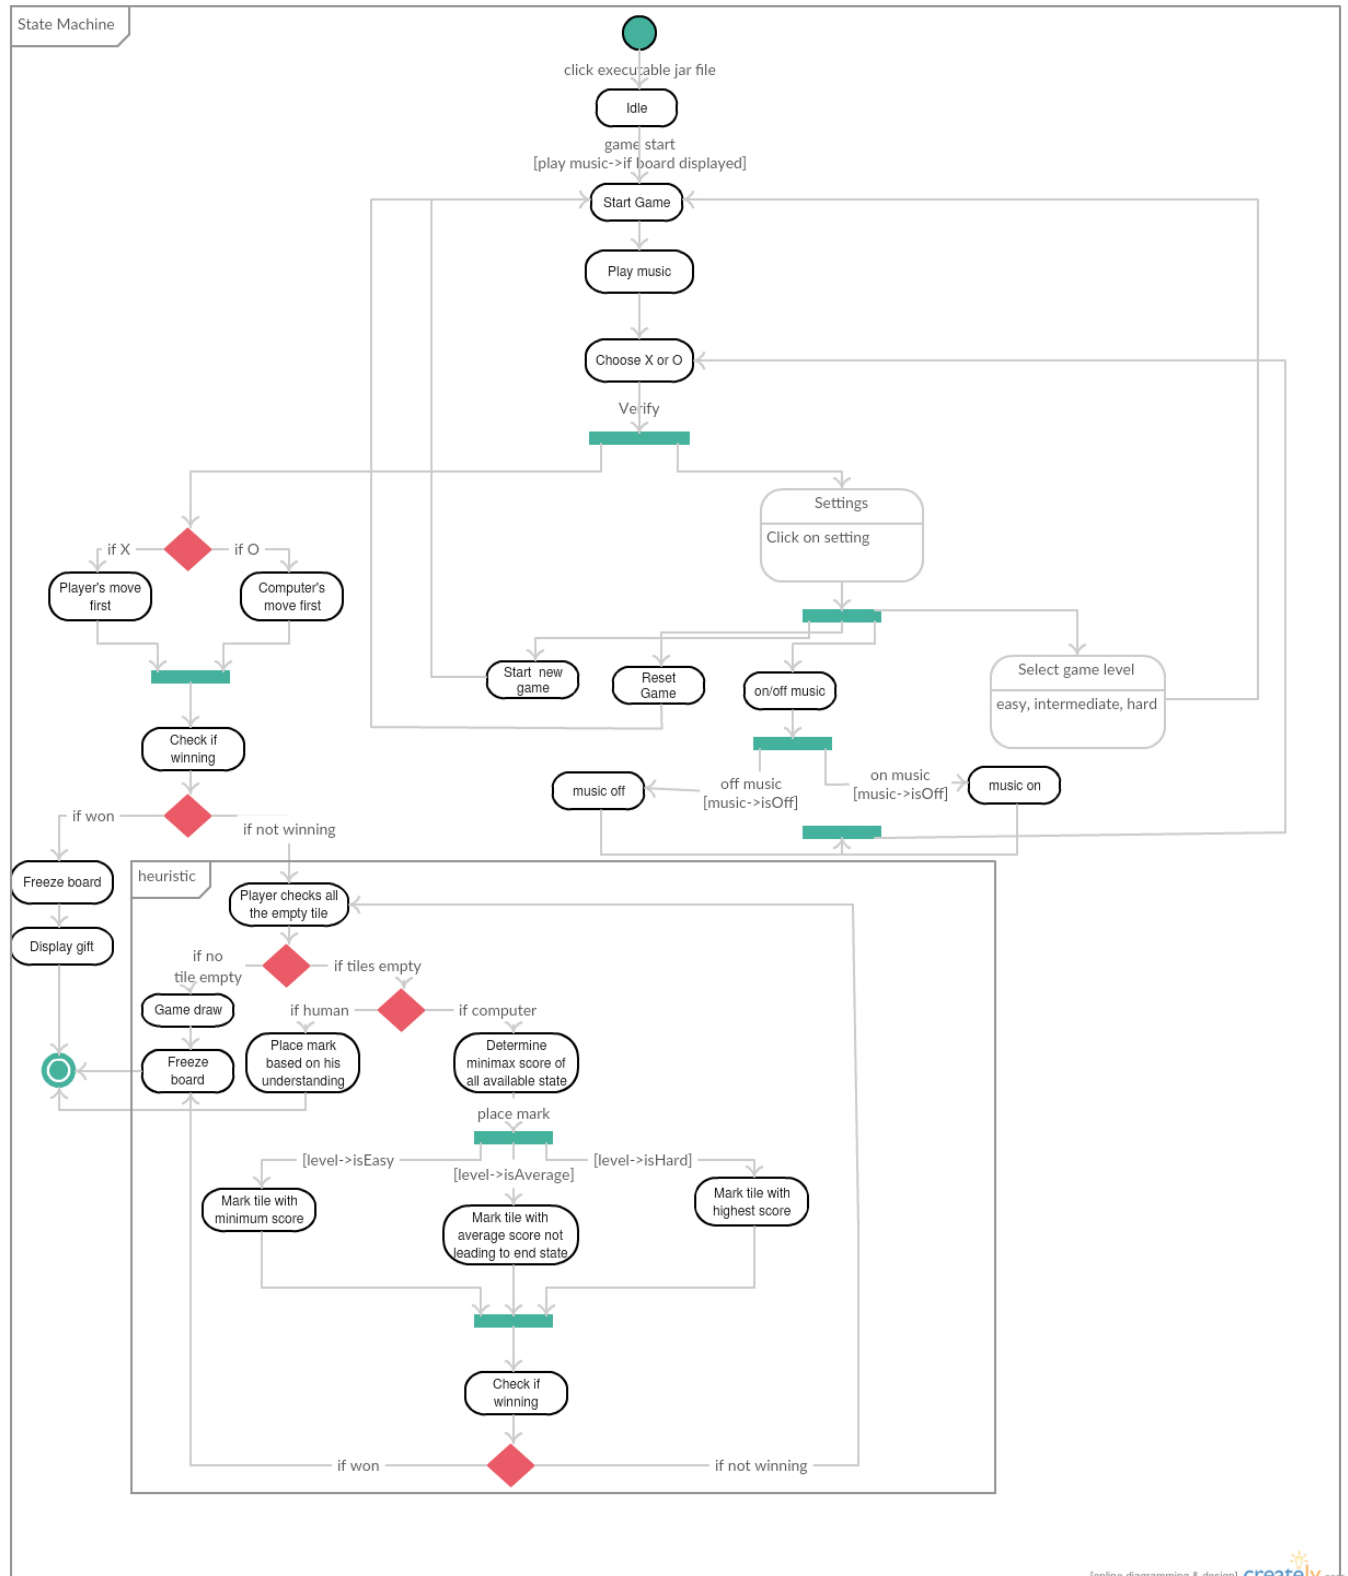 State Machine
click executable jar file
Idle
game start
[play music->if board displayed]
Start Game
Play music
Choose X or O
Verify
Settings
Click on setting
if X
if O
Player's move
first
Computer's
move first
Start new
game
Reset
Game
on/off music
Select game level
easy, intermediate, hard
Check if
winning
off music
[music->isOff]
on music
[music->isOff]
music off
music on
if won
if not winning
Freeze board
Display gift
heuristic
Player checks all
the empty tile
if no
tile empty
if tiles empty
Game draw
if human
if computer
Freeze
board
Place mark
based on his
understanding
Determine
minimax score of
all available state
place mark
[level->isEasy
[level->isAverage]
[level->isHard]
Mark tile with
minimum score
Mark tile with
average score not
leading to end state
Mark tile with
highest score
Check if
winning
if won
if not winning
[online diagramming & design] creately.com